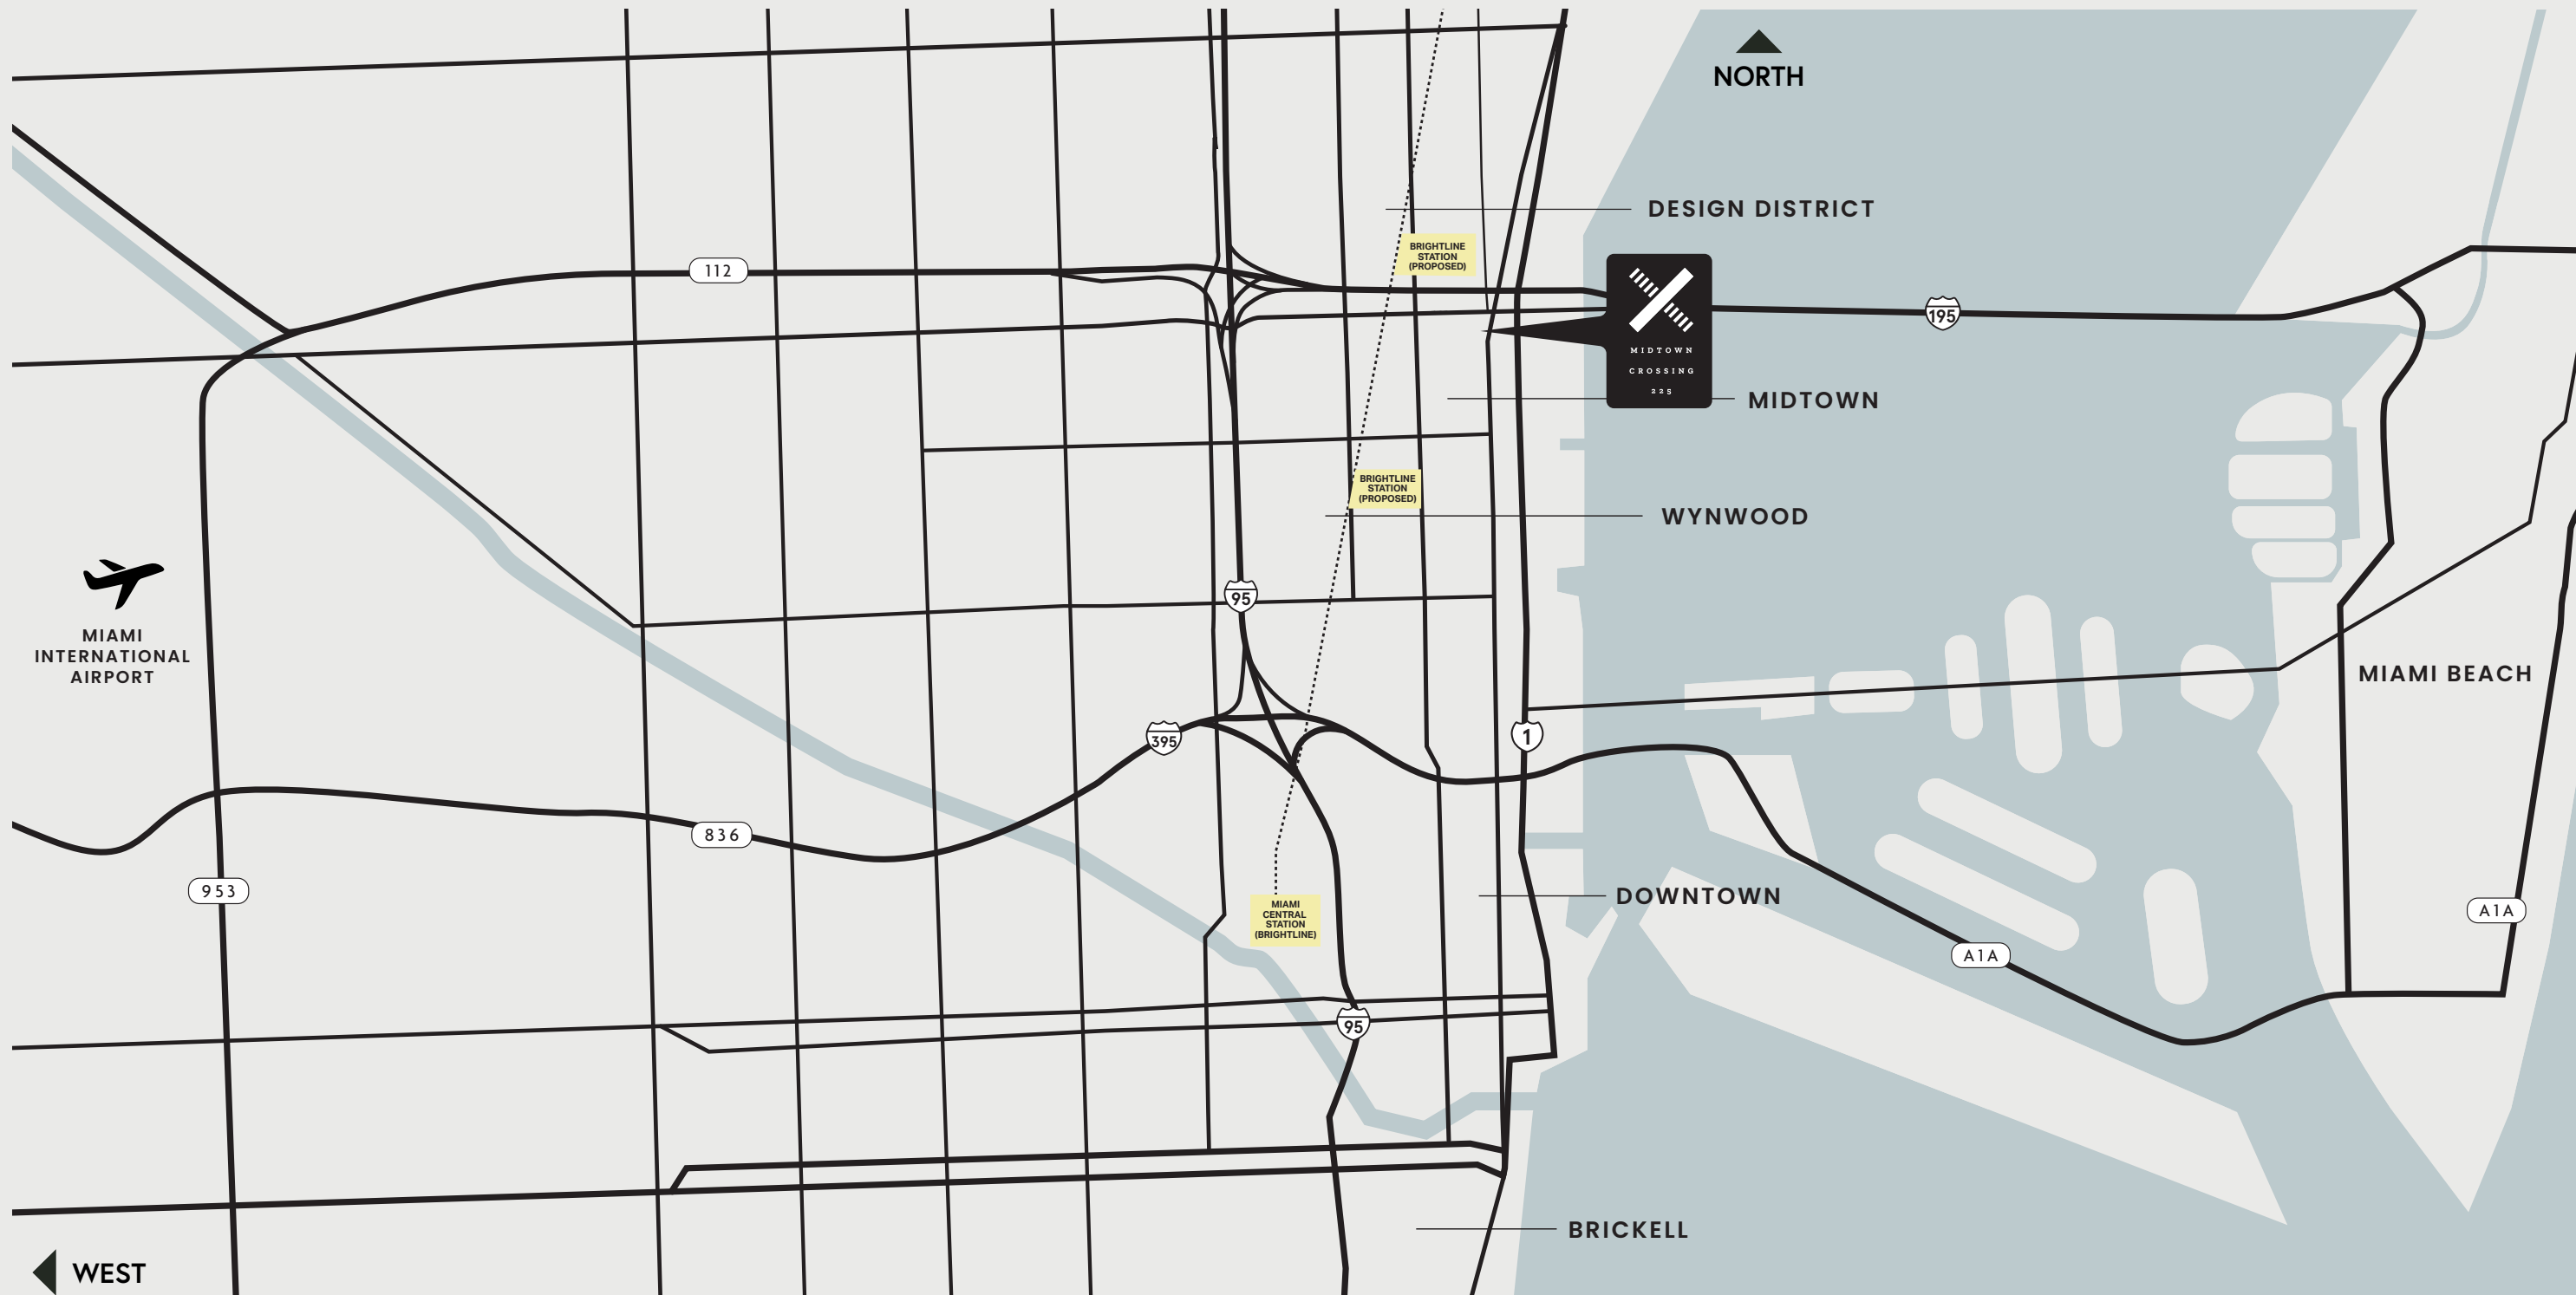 NORTH
DESIGN DISTRICT
BRIGHTLINE
STATION
(PROPOSED)
112
195
MIDTOWN
CROSSING
225
MIDTOWN
BRIGHTLINE
STATION
(PROPOSED)
WYNWOOD
95
MIAMI
INTERNATIONAL
AIRPORT
MIAMI BEACH
395
1
836
953
MIAMI
CENTRAL
STATION
(BRIGHTLINE)
DOWNTOWN
A1A
A1A
95
BRICKELL
WEST